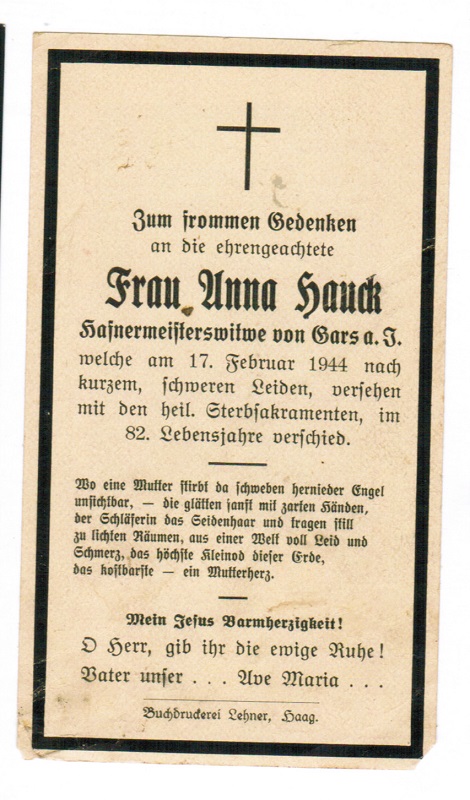 Zum frommen Gedenken
an die ehrengeachtete
Frau Anna Hauck
Hafnermeisterswitwe von Gars a. J.
welche am 17. Februar 1944 nach
kurzem, schweren Leiden, versehen
mit den heil. Sterbsakramenten, im
82. Lebensjahre verschied.
Wo eine Mutter stirbt da schweben hernieder Engel
unsichtbar, – die glätten sanft mit zarten Händen,
der Schläferin das Seidenhaar und tragen still
zu lichten Räumen, aus einer Welt voll Leid und
Schmerz, das höchste Kleinod dieser Erde,
das kostbarste – ein Mutterherz.
Mein Jesus Barmherzigkeit!
O Herr, gib ihr die ewige Ruhe!
Vater unser . . . Ave Maria . . .
Buchdruckerei Lehner, Haag.